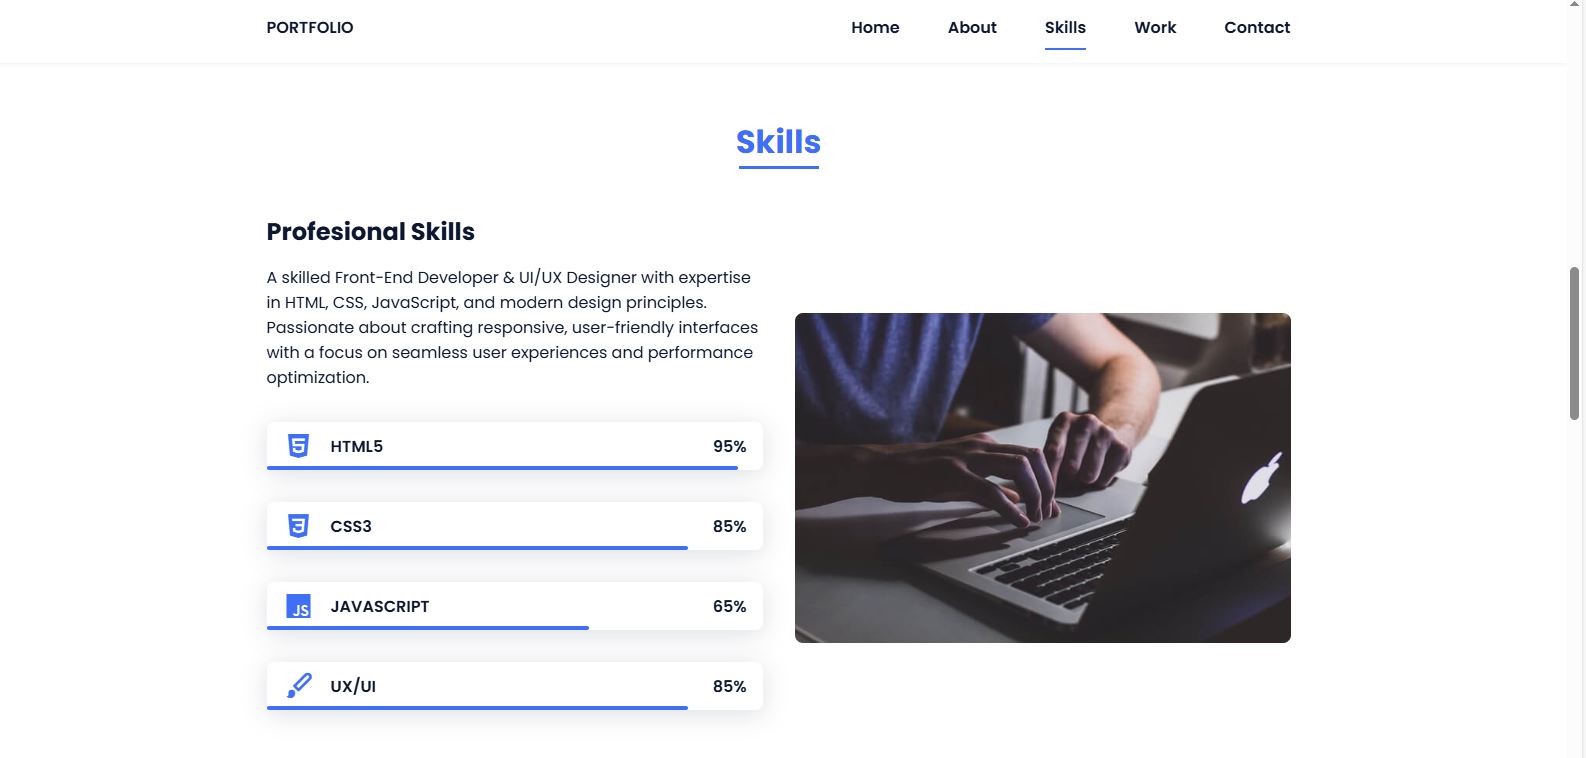 PORTFOLIO
Home About Skills Work Contact
Skills
Profesional Skills
A skilled Front-End Developer & UI/UX Designer with expertise
in HTML, CSS, JavaScript, and modern design principles.
Passionate about crafting responsive, user-friendly interfaces
with a focus on seamless user experiences and performance
optimization.
HTML5 95%
CSS3 85%
JS JAVASCRIPT 65%
UX/UI 85%